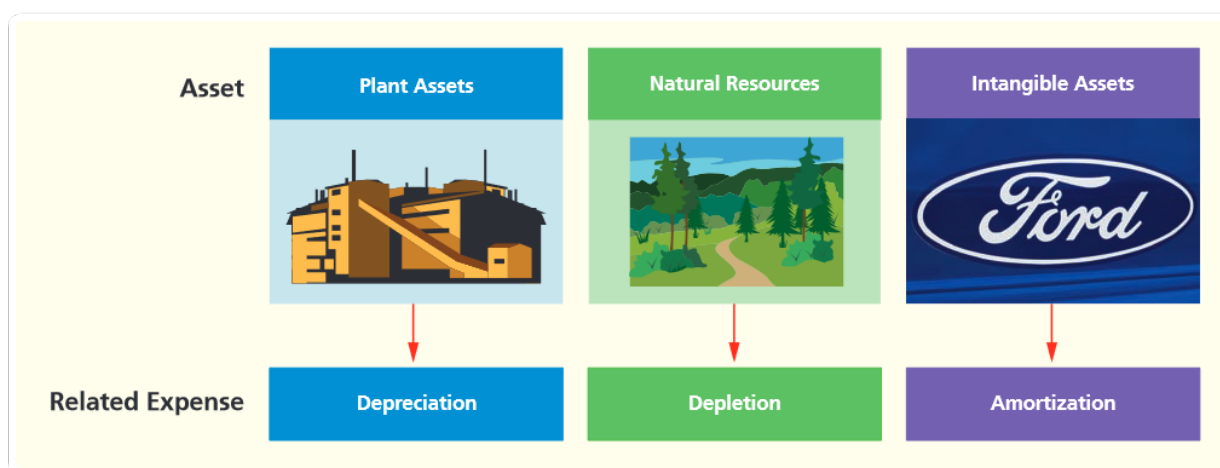 Asset
Plant Assets
Natural Resources
Intangible Assets
Ford
Related Expense
Depreciation
Depletion
Amortization